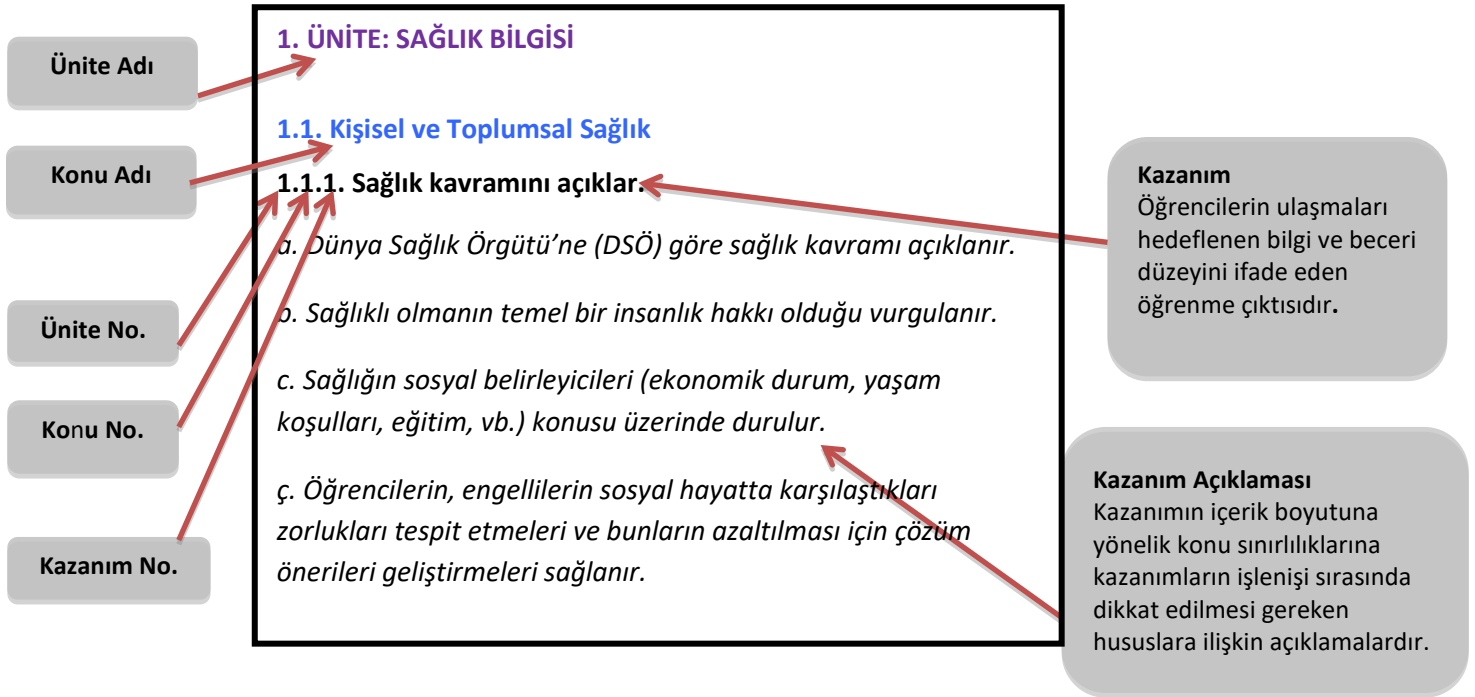 Ünite Adı
Konu Adı
Ünite No.
Konu No.
Kazanım No.
1. ÜNİTE: SAĞLIK BİLGİSİ
1.1. Kişisel ve Toplumsal Sağlık
1.1.1. Sağlık kavramını açıklar.
a. Dünya Sağlık Örgütü’ne (DSÖ) göre sağlık kavramı açıklanır.
b. Sağlıklı olmanın temel bir insanlık hakkı olduğu vurgulanır.
c. Sağlığın sosyal belirleyicileri (ekonomik durum, yaşam
koşulları, eğitim, vb.) konusu üzerinde durulur.
ç. Öğrencilerin, engellilerin sosyal hayatta karşılaştıkları
zorlukları tespit etmeleri ve bunların azaltılması için çözüm
önerileri geliştirmeleri sağlanır.
Kazanım
Öğrencilerin ulaşmaları
hedeflenen bilgi ve beceri
düzeyini ifade eden
öğrenme çıktısıdır.
Kazanım Açıklaması
Kazanımın içerik boyutuna
yönelik konu sınırlılıklarına
kazanımların işlenişi sırasında
dikkat edilmesi gereken
hususlara ilişkin açıklamalardır.